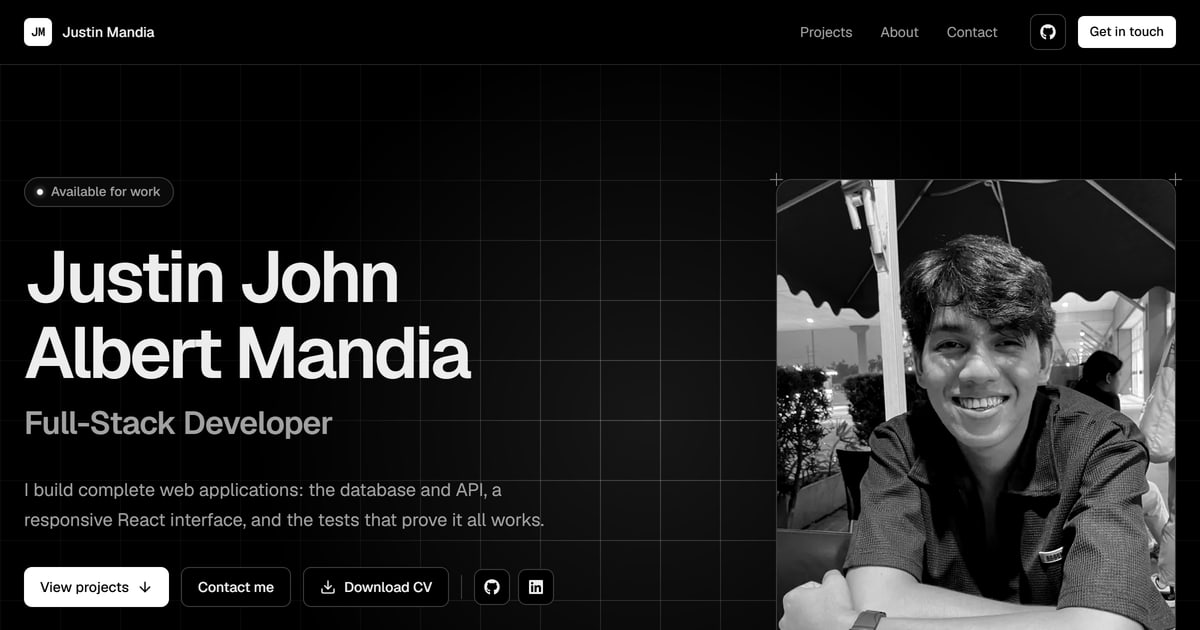 JM
Justin Mandia
Projects
About
Contact
Get in touch
Available for work
Justin John
Albert Mandia
Full-Stack Developer
I build complete web applications: the database and API, a
responsive React interface, and the tests that prove it all works.
View projects
Contact me
Download CV